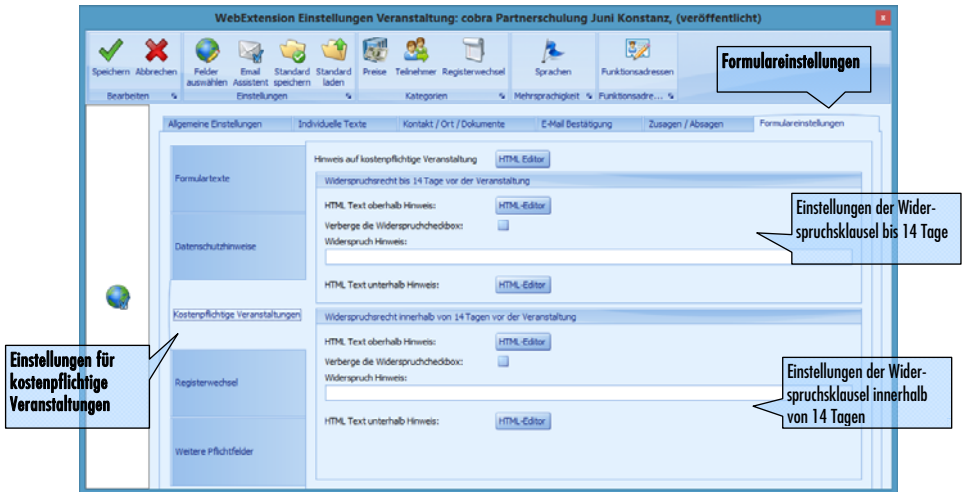 WebExtension Einstellungen Veranstaltung: cobra Partnerschulung Juni Konstanz, (veröffentlicht)
Speichern Abbrechen Felder auswählen Email Assistent Standard speichern Standard laden Preise Teilnehmer Registerwechsel Sprachen Funktionsadressen
Bearbeiten Einstellungen Kategorien Mehrsprachigkeit Funktionsadre...
Formulareinstellungen
Allgemeine Einstellungen Individuelle Texte Kontakt / Ort / Dokumente E-Mail Bestätigung Zusagen / Absagen Formulareinstellungen
Formulartexte
Datenschutzhinweise
Kostenpflichtige Veranstaltungen
Registerwechsel
Weitere Pflichtfelder
Hinweis auf kostenpflichtige Veranstaltung HTML Editor
Widerspruchsrecht bis 14 Tage vor der Veranstaltung
HTML Text oberhalb Hinweis: HTML-Editor
Verberge die Widerspruchcheckbox:
Widerspruch Hinweis:
HTML Text unterhalb Hinweis: HTML-Editor
Widerspruchsrecht innerhalb von 14 Tagen vor der Veranstaltung
HTML Text oberhalb Hinweis: HTML-Editor
Verberge die Widerspruchcheckbox:
Widerspruch Hinweis:
HTML Text unterhalb Hinweis: HTML-Editor
Einstellungen der Wider-
spruchsklausel bis 14 Tage
Einstellungen für
kostenpflichtige
Veranstaltungen
Einstellungen der Wider-
spruchsklausel innerhalb
von 14 Tagen